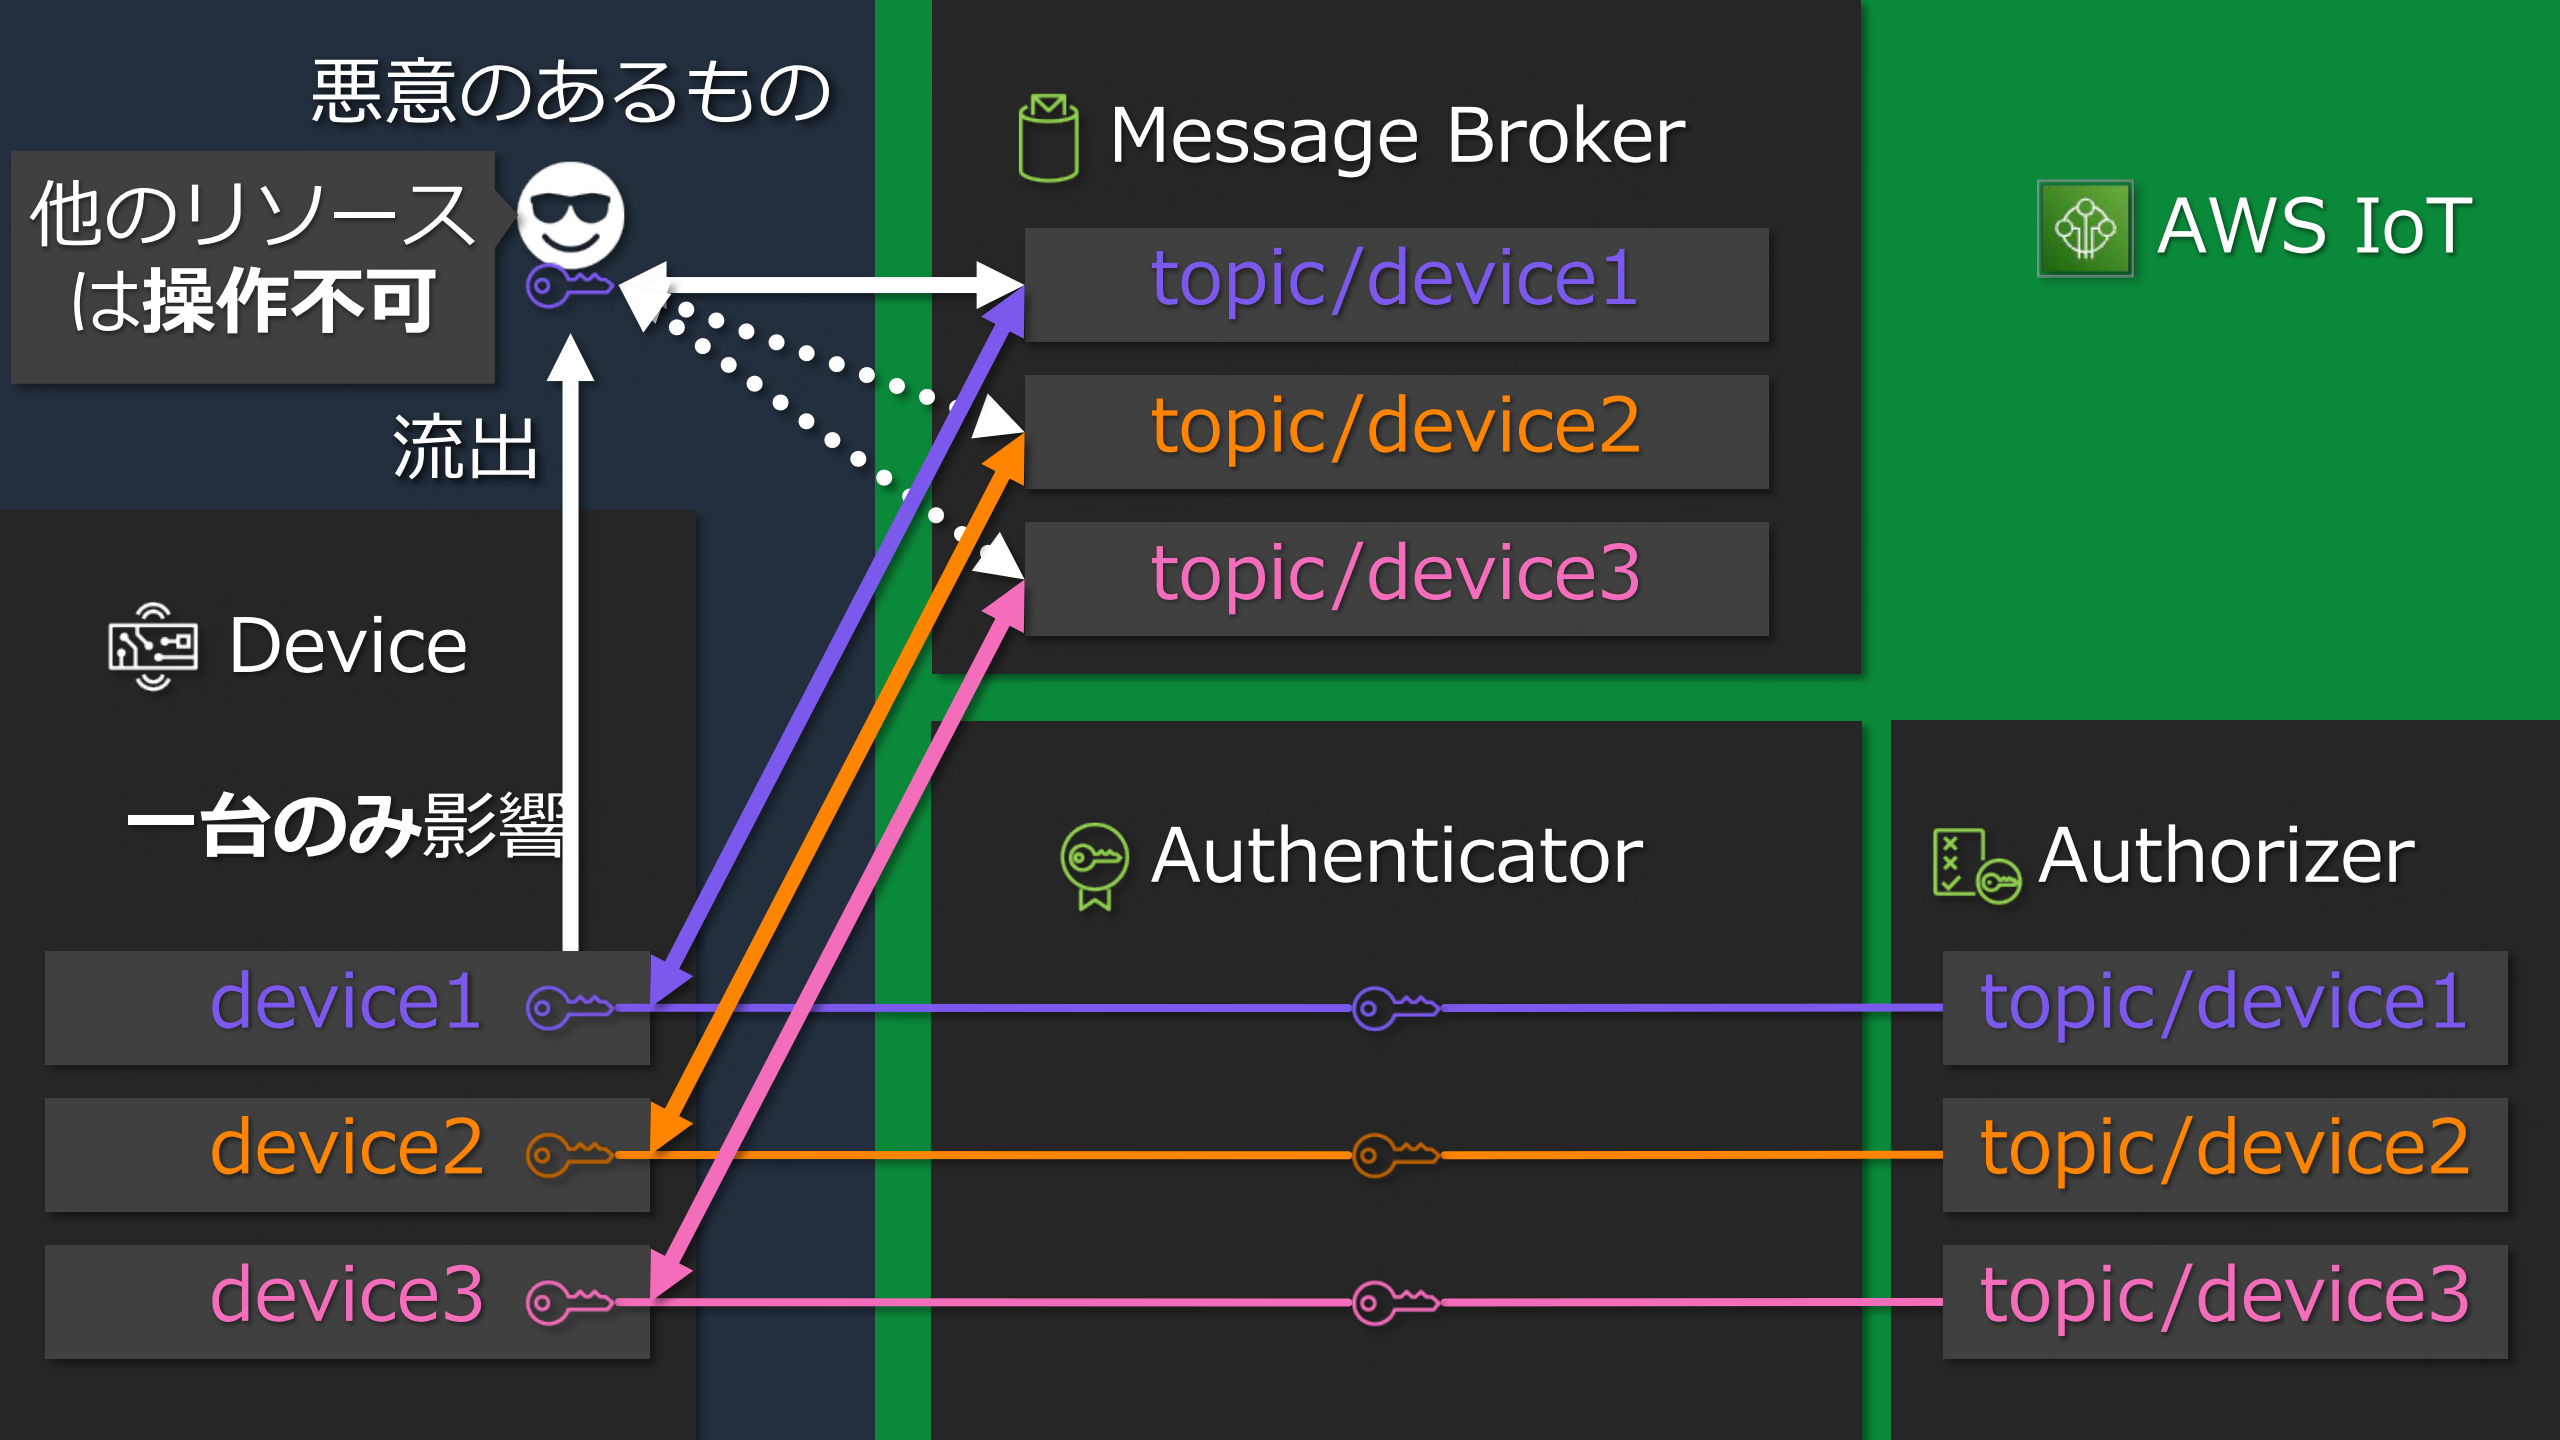 悪意のあるもの
他のリソース
は操作不可
流出
Device
一台のみ影響
device1
device2
device3
Message Broker
topic/device1
topic/device2
topic/device3
AWS IoT
Authenticator
Authorizer
topic/device1
topic/device2
topic/device3